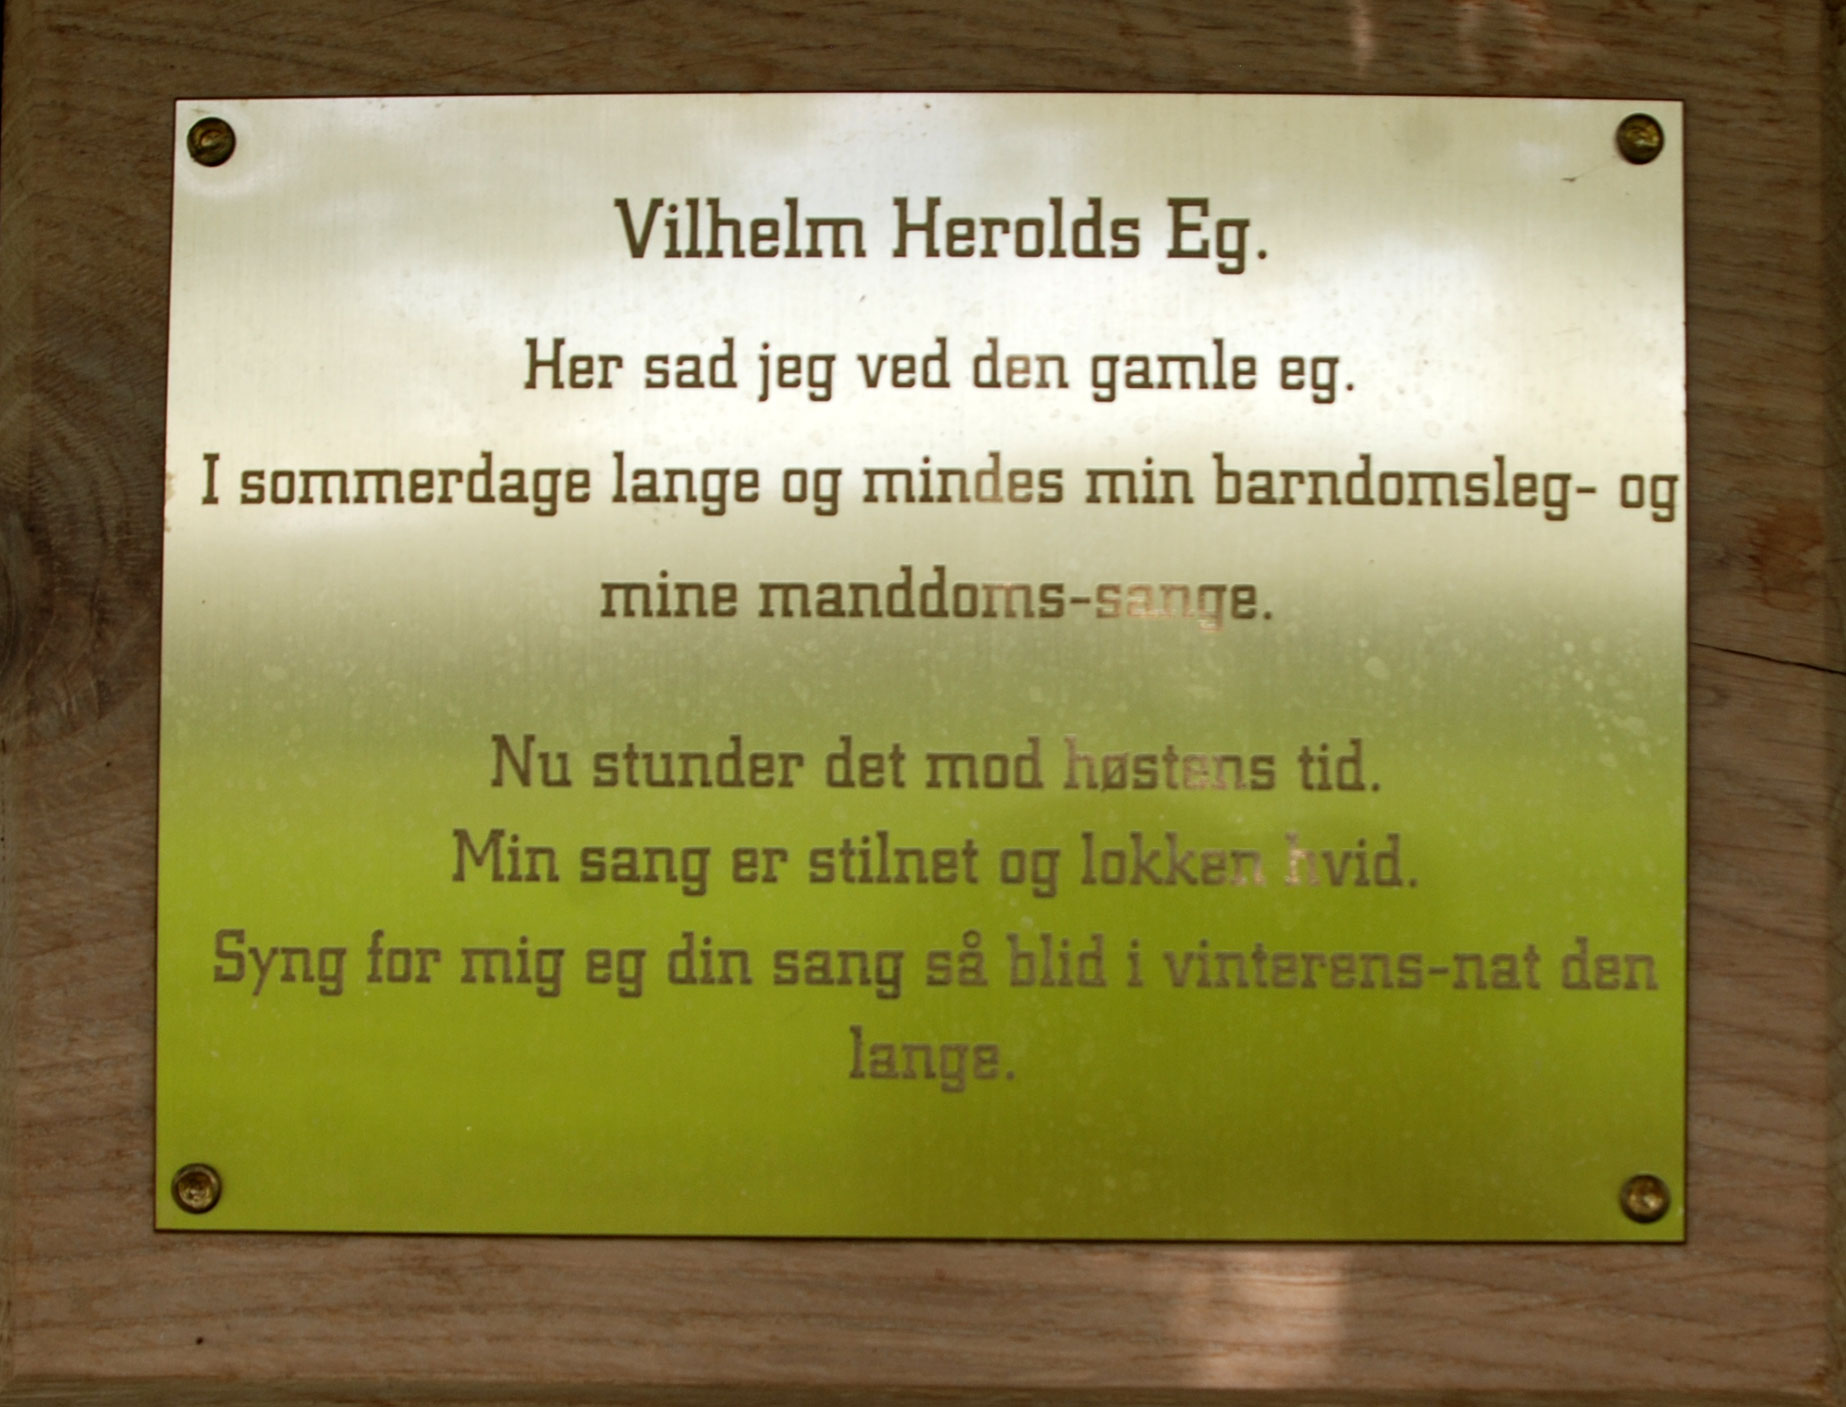 Vilhelm Herolds Eg.
Her sad jeg ved den gamle eg.
I sommerdage lange og mindes min barndomsleg- og
mine manddoms-sange.
Nu stunder det mod høstens tid.
Min sang er stilnet og lokken hvid.
Syng for mig eg din sang så blid i vinterens-nat den
lange.